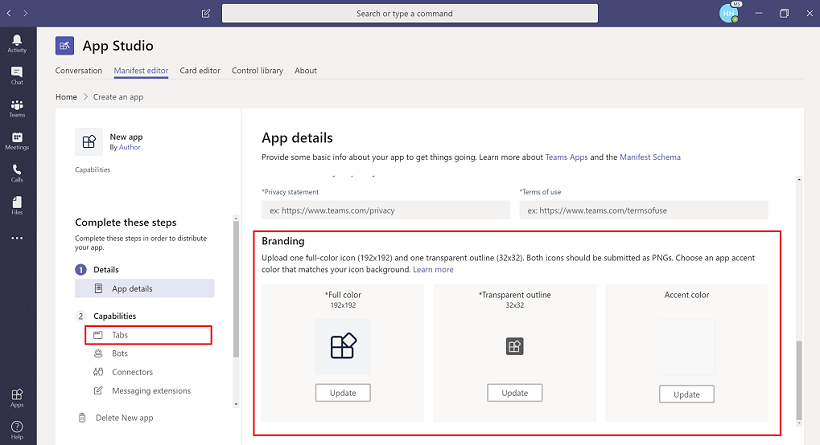 Search or type a command
HH
NG
App Studio
Conversation
Manifest editor
Card editor
Control library
About
Activity
Chat
Teams
Meetings
Calls
Files
Apps
Help
Home > Create an app
New app
By Author
Capabilities
Complete these steps
Complete these steps in order to distribute
your app.
1 Details
App details
2 Capabilities
Tabs
Bots
Connectors
Messaging extensions
Delete New app
App details
Provide some basic info about your app to get things going. Learn more about Teams Apps and the Manifest Schema
*Privacy statement
ex: https://www.teams.com/privacy
*Terms of use
ex: https://www.teams.com/termsofuse
Branding
Upload one full-color icon (192x192) and one transparent outline (32x32). Both icons should be submitted as PNGs. Choose an app accent
color that matches your icon background. Learn more
*Full color
192x192
Update
*Transparent outline
32x32
Update
Accent color
Update